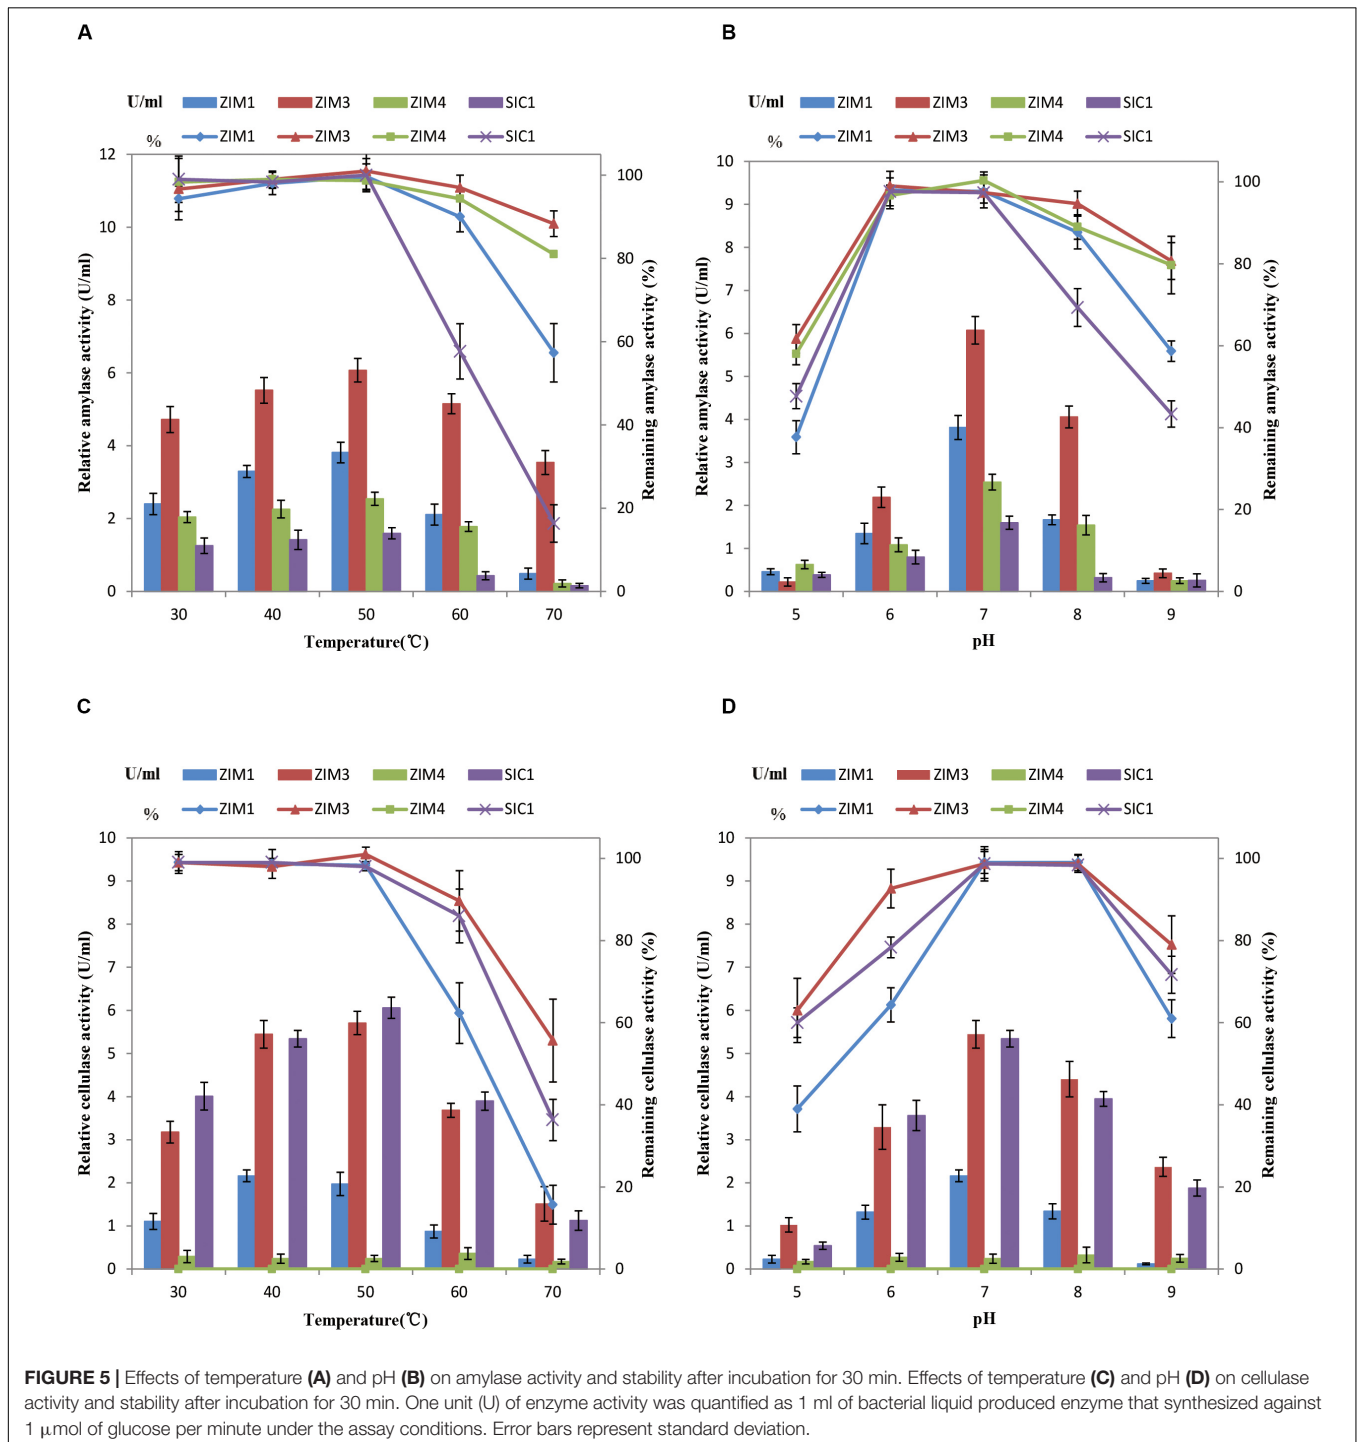 A
U/ml ZIM1 ZIM3 ZIM4 SIC1
% ZIM1 ZIM3 ZIM4 SIC1
Relative amylase activity (U/ml)
12
10
8
6
4
2
0
30 40 50 60 70
Temperature(℃)
100
80
60
40
20
0
Remaining amylase activity (%)
B
U/ml ZIM1 ZIM3 ZIM4 SIC1
% ZIM1 ZIM3 ZIM4 SIC1
Relative amylase activity (U/ml)
10
9
8
7
6
5
4
3
2
1
0
5 6 7 8 9
pH
100
80
60
40
20
0
Remaining amylase activity (%)
C
U/ml ZIM1 ZIM3 ZIM4 SIC1
% ZIM1 ZIM3 ZIM4 SIC1
Relative cellulase activity (U/ml)
10
9
8
7
6
5
4
3
2
1
0
30 40 50 60 70
Temperature(℃)
100
80
60
40
20
0
Remaining cellulase activity (%)
D
U/ml ZIM1 ZIM3 ZIM4 SIC1
% ZIM1 ZIM3 ZIM4 SIC1
Relative cellulase activity (U/ml)
10
9
8
7
6
5
4
3
2
1
0
5 6 7 8 9
pH
100
80
60
40
20
0
Remaining cellulase activity (%)
FIGURE 5 | Effects of temperature (A) and pH (B) on amylase activity and stability after incubation for 30 min. Effects of temperature (C) and pH (D) on cellulase
activity and stability after incubation for 30 min. One unit (U) of enzyme activity was quantified as 1 ml of bacterial liquid produced enzyme that synthesized against
1 μmol of glucose per minute under the assay conditions. Error bars represent standard deviation.